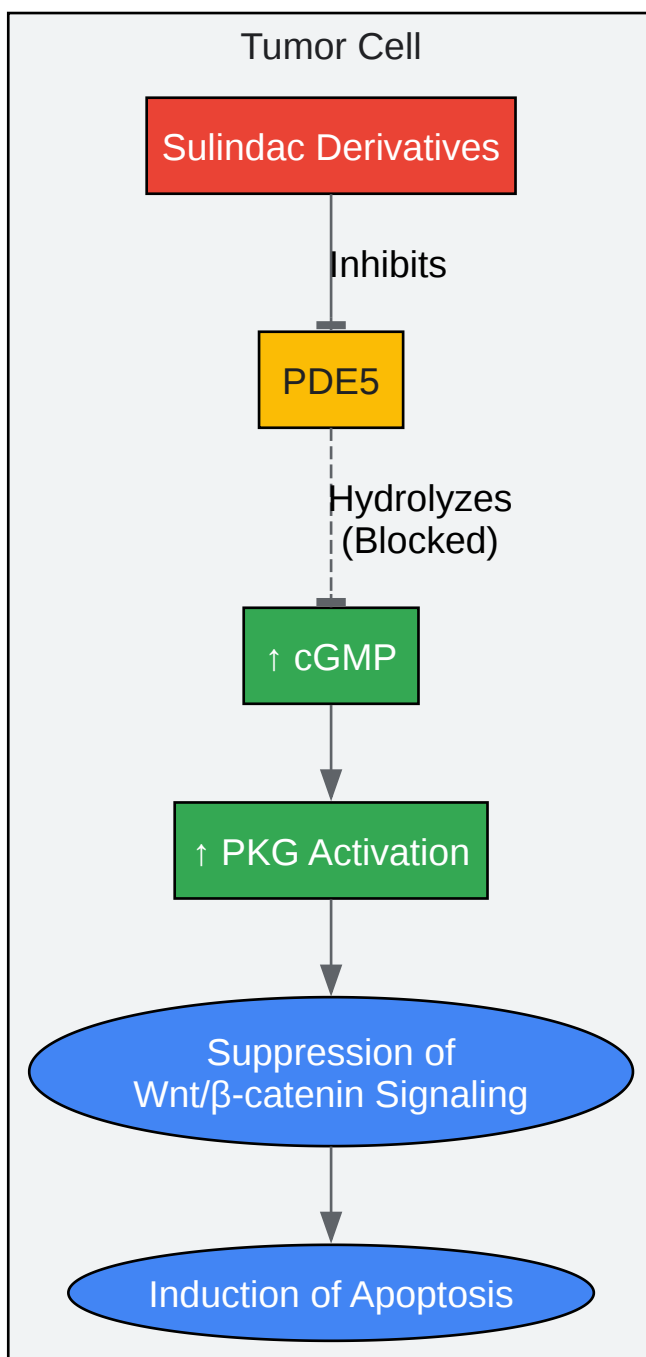 Tumor Cell
Sulindac Derivatives
Inhibits
PDE5
Hydrolyzes
(Blocked)
↑ cGMP
↑ PKG Activation
Suppression of
Wnt/β-catenin Signaling
Induction of Apoptosis